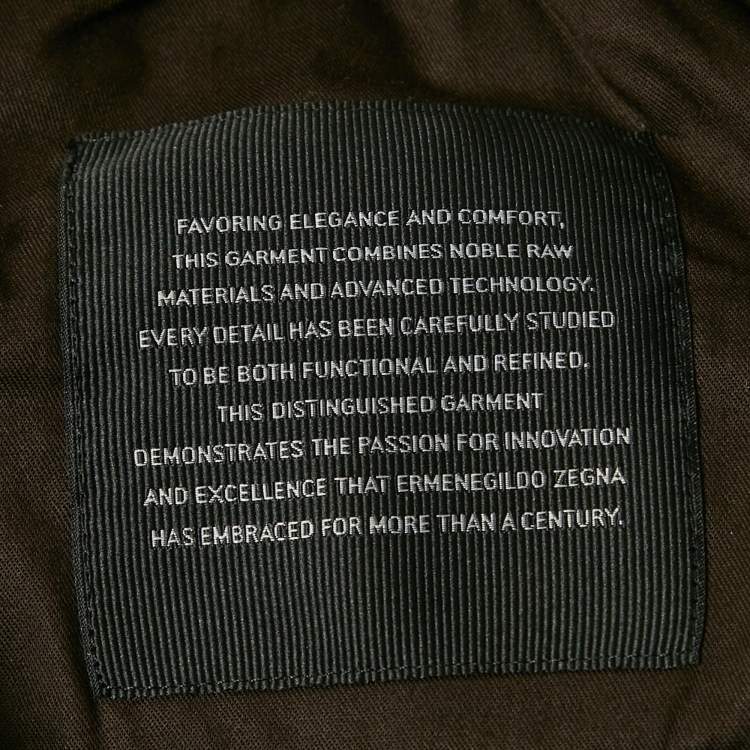 FAVORING ELEGANCE AND COMFORT,
THIS GARMENT COMBINES NOBLE RAW
MATERIALS AND ADVANCED TECHNOLOGY.
EVERY DETAIL HAS BEEN CAREFULLY STUDIED
TO BE BOTH FUNCTIONAL AND REFINED.
THIS DISTINGUISHED GARMENT
DEMONSTRATES THE PASSION FOR INNOVATION
AND EXCELLENCE THAT ERMENEGILDO ZEGNA
HAS EMBRACED FOR MORE THAN A CENTURY.